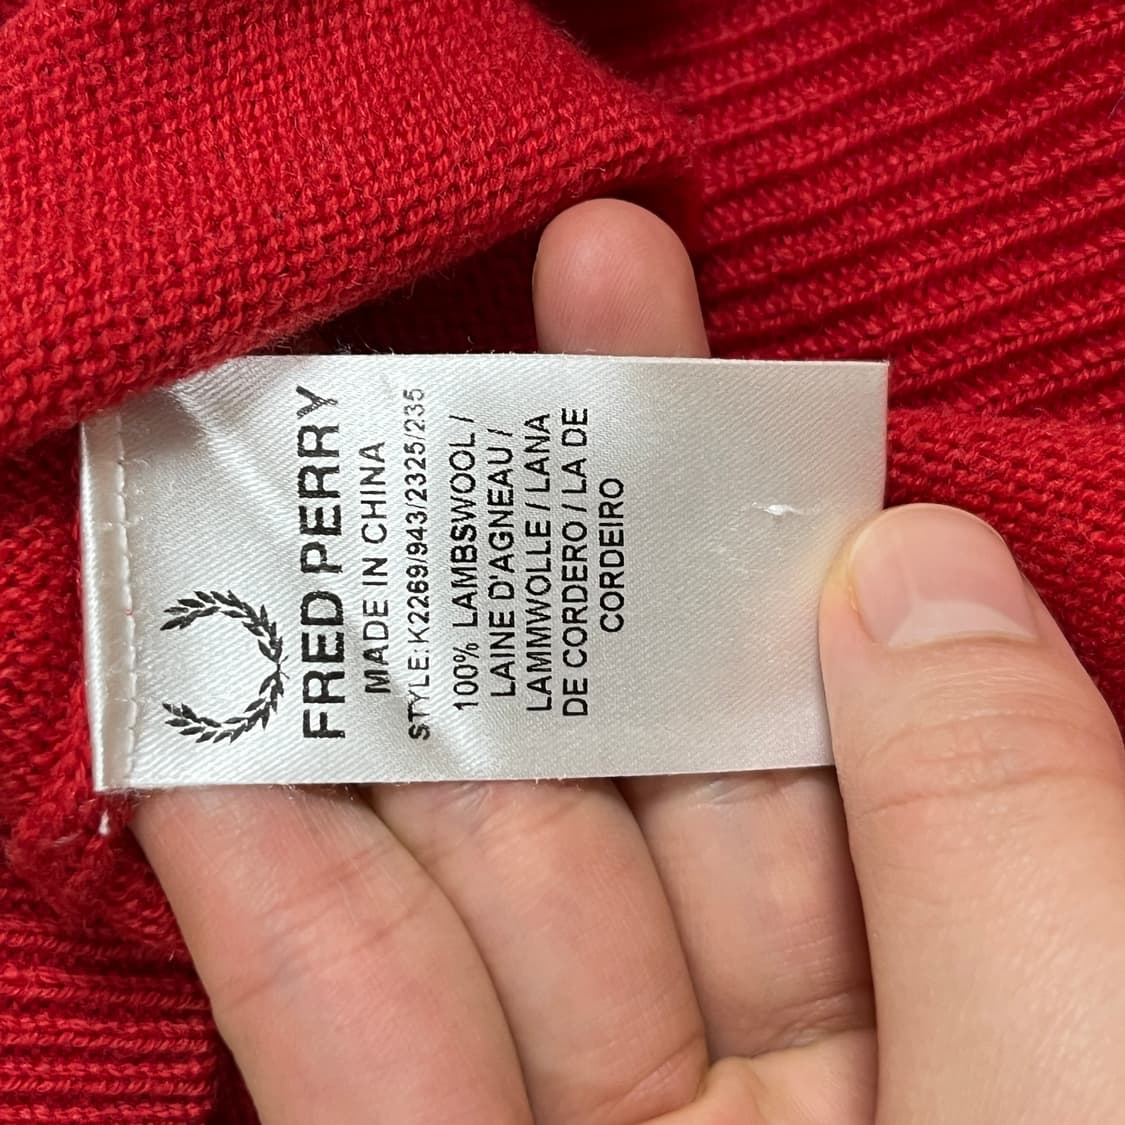 FRED PERRY
MADE IN CHINA
STYLE: K2269/943/2325/235
100% LAMBSWOOL /
LAINE D'AGNEAU /
LAMMWOLLE / LANA
DE CORDERO / LA DE
CORDEIRO